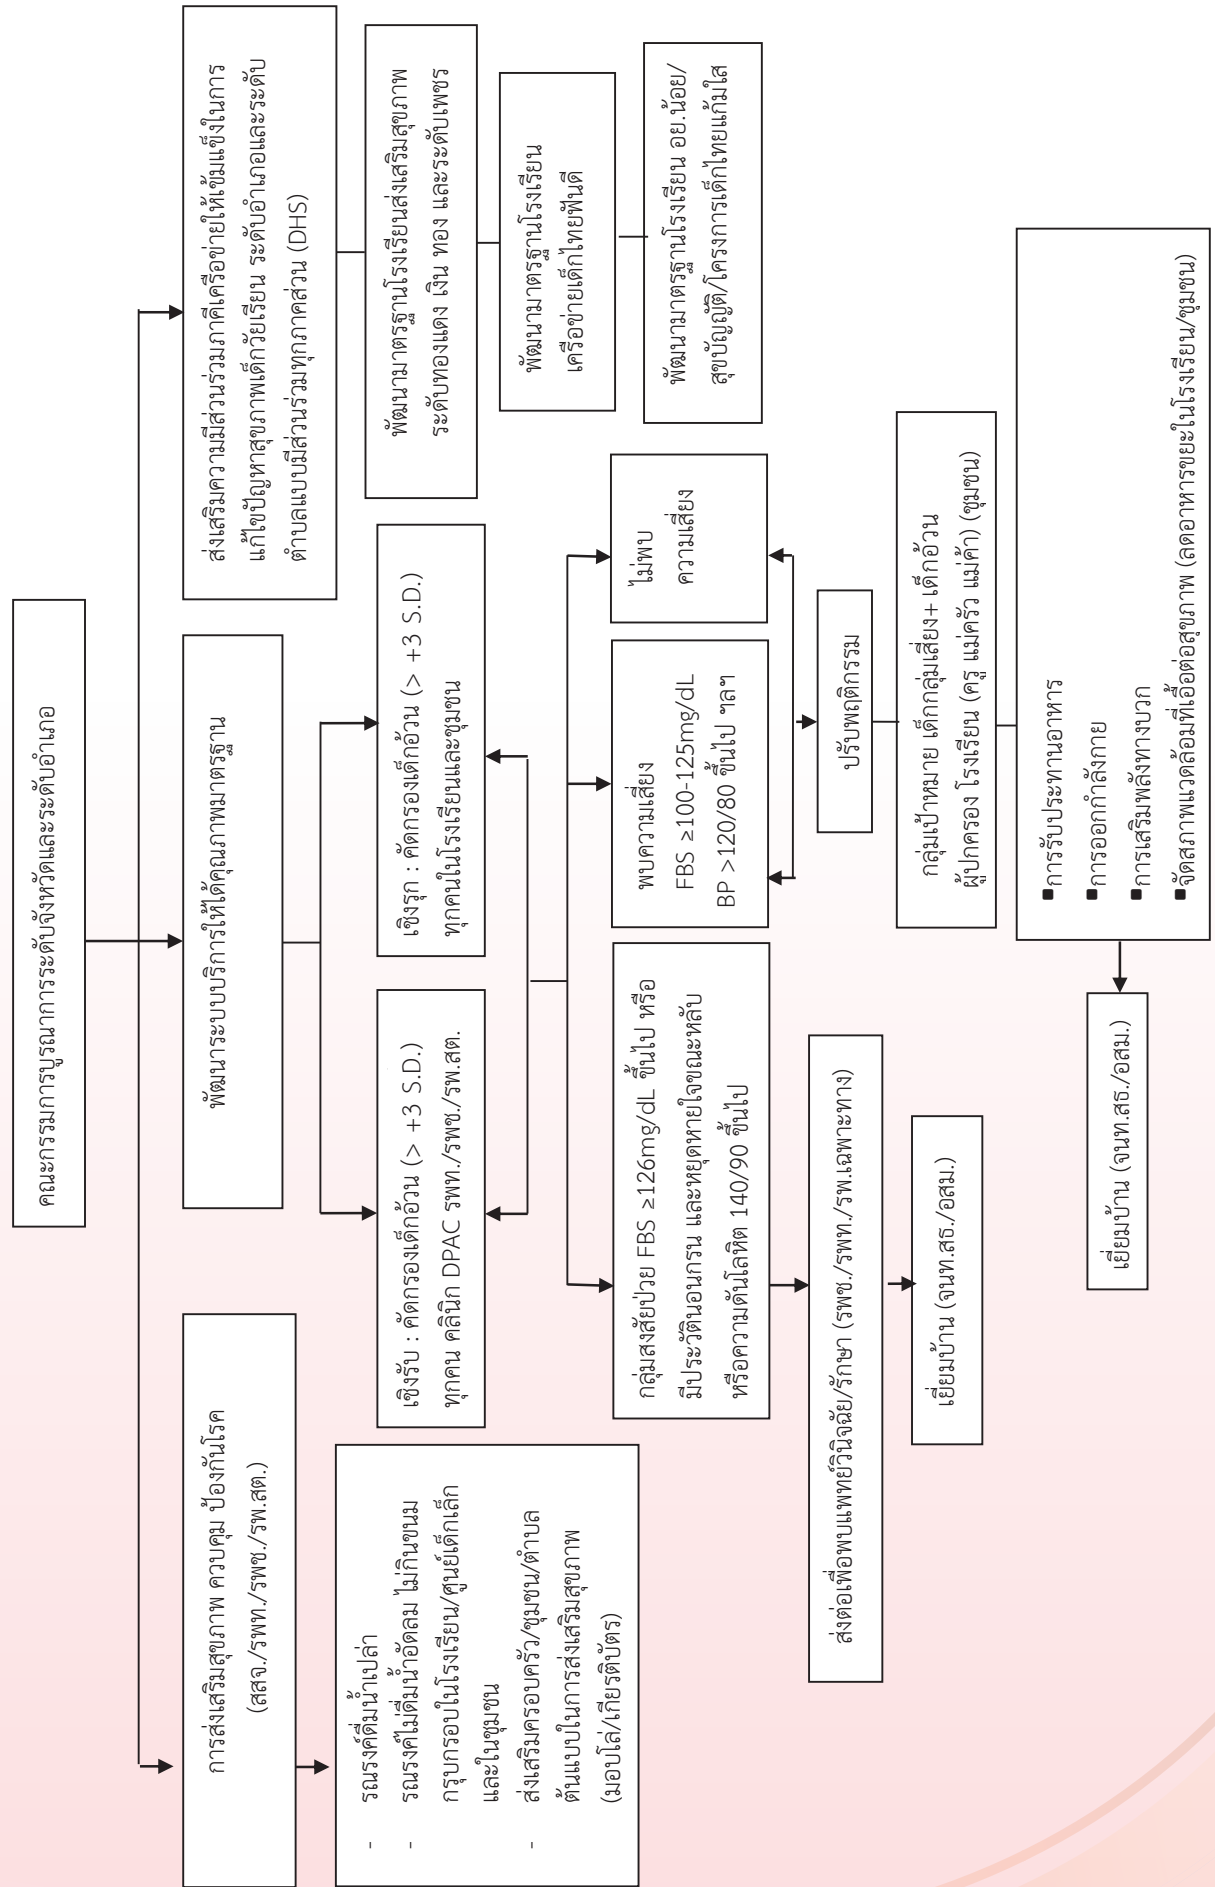 คณะกรรมการบูรณาการระดับจังหวัดและระดับอำเภอ
การส่งเสริมสุขภาพ ควบคุม ป้องกันโรค
(สสจ./รพท./รพช./รพ.สต.)
- รณรงค์ดื่มน้ำเปล่า
- รณรงค์ไม่ดื่มน้ำอัดลม ไม่กินขนม
กรุบกรอบในโรงเรียน/ศูนย์เด็กเล็ก
และในชุมชน
- ส่งเสริมครอบครัว/ชุมชน/ตำบล
ต้นแบบในการส่งเสริมสุขภาพ
(มอบโล่/เกียรติบัตร)
พัฒนาระบบบริการให้ได้คุณภาพมาตรฐาน
เชิงรับ : คัดกรองเด็กอ้วน (> +3 S.D.)
ทุกคน คลินิก DPAC รพท./รพช./รพ.สต.
เชิงรุก : คัดกรองเด็กอ้วน (> +3 S.D.)
ทุกคนในโรงเรียนและชุมชน
กลุ่มสงสัยป่วย FBS ≥126mg/dL ขึ้นไป หรือ
มีประวัตินอนกรน และหยุดหายใจขณะหลับ
หรือความดันโลหิต 140/90 ขึ้นไป
พบความเสี่ยง
FBS ≥100-125mg/dL
BP >120/80 ขึ้นไป ฯลฯ
ไม่พบ
ความเสี่ยง
ส่งต่อเพื่อพบแพทย์วินิจฉัย/รักษา (รพช./รพท./รพ.เฉพาะทาง)
เยี่ยมบ้าน (จนท.สธ./อสม.)
ปรับพฤติกรรม
กลุ่มเป้าหมาย เด็กกลุ่มเสี่ยง+ เด็กอ้วน
ผู้ปกครอง โรงเรียน (ครู แม่ครัว แม่ค้า) (ชุมชน)
■การรับประทานอาหาร
■การออกกำลังกาย
■การเสริมพลังทางบวก
■จัดสภาพแวดล้อมที่เอื้อต่อสุขภาพ (ลดอาหารขยะในโรงเรียน/ชุมชน)
เยี่ยมบ้าน (จนท.สธ./อสม.)
ส่งเสริมความมีส่วนร่วมภาคีเครือข่ายให้เข้มแข็งในการ
แก้ไขปัญหาสุขภาพเด็กวัยเรียน ระดับอำเภอและระดับ
ตำบลแบบมีส่วนร่วมทุกภาคส่วน (DHS)
พัฒนามาตรฐานโรงเรียนส่งเสริมสุขภาพ
ระดับทองแดง เงิน ทอง และระดับเพชร
พัฒนามาตรฐานโรงเรียน
เครือข่ายเด็กไทยฟันดี
พัฒนามาตรฐานโรงเรียน อย.น้อย/
สุขบัญญัติ/โครงการเด็กไทยแก้มใส